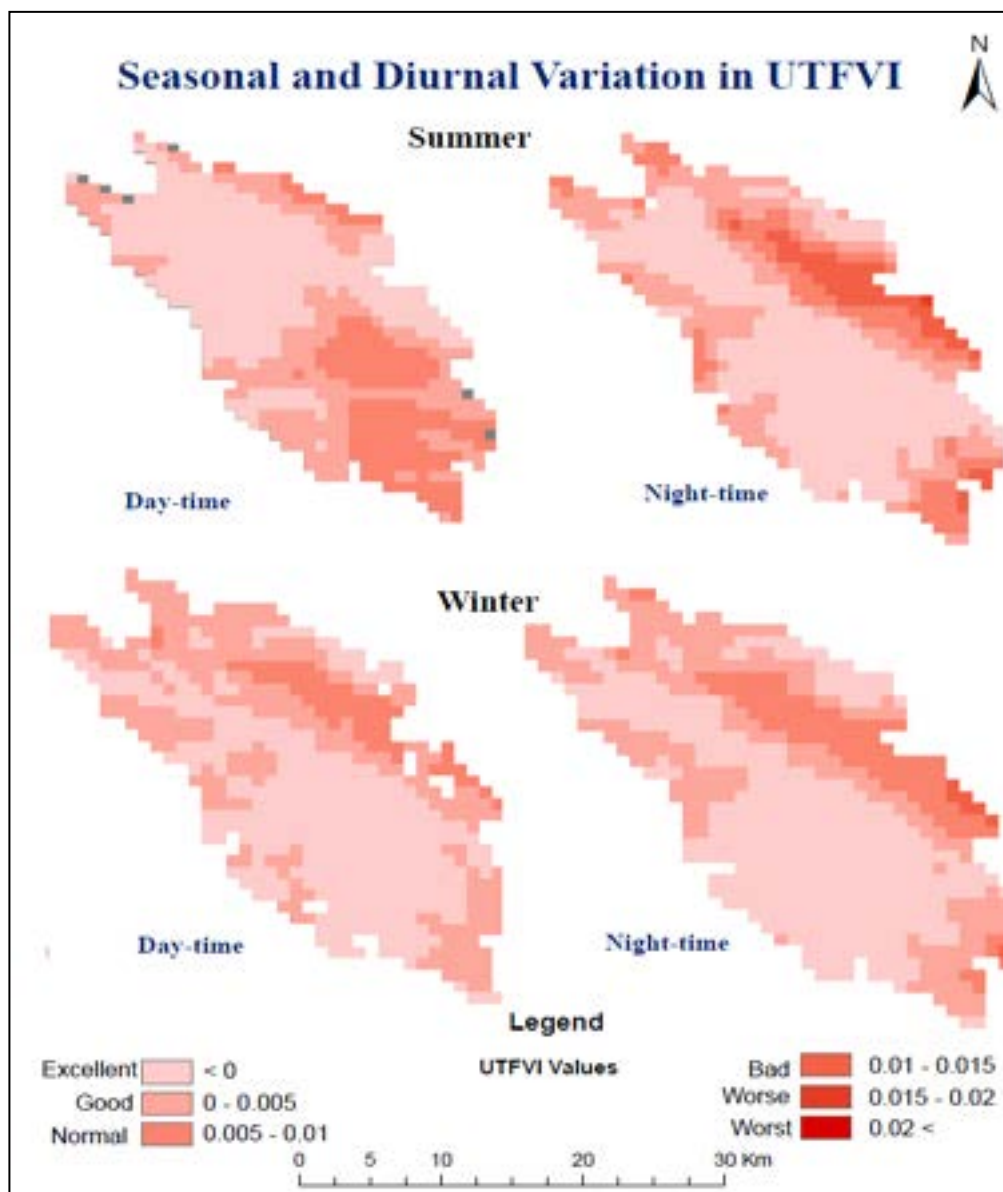 N
Seasonal and Diurnal Variation in UTFVI
Summer
Day-time
Night-time
Winter
Day-time
Night-time
Legend
UTFVI Values
Excellent < 0
Good 0 - 0.005
Normal 0.005 - 0.01
Bad 0.01 - 0.015
Worse 0.015 - 0.02
Worst 0.02 <
0 5 10 20 30 Km